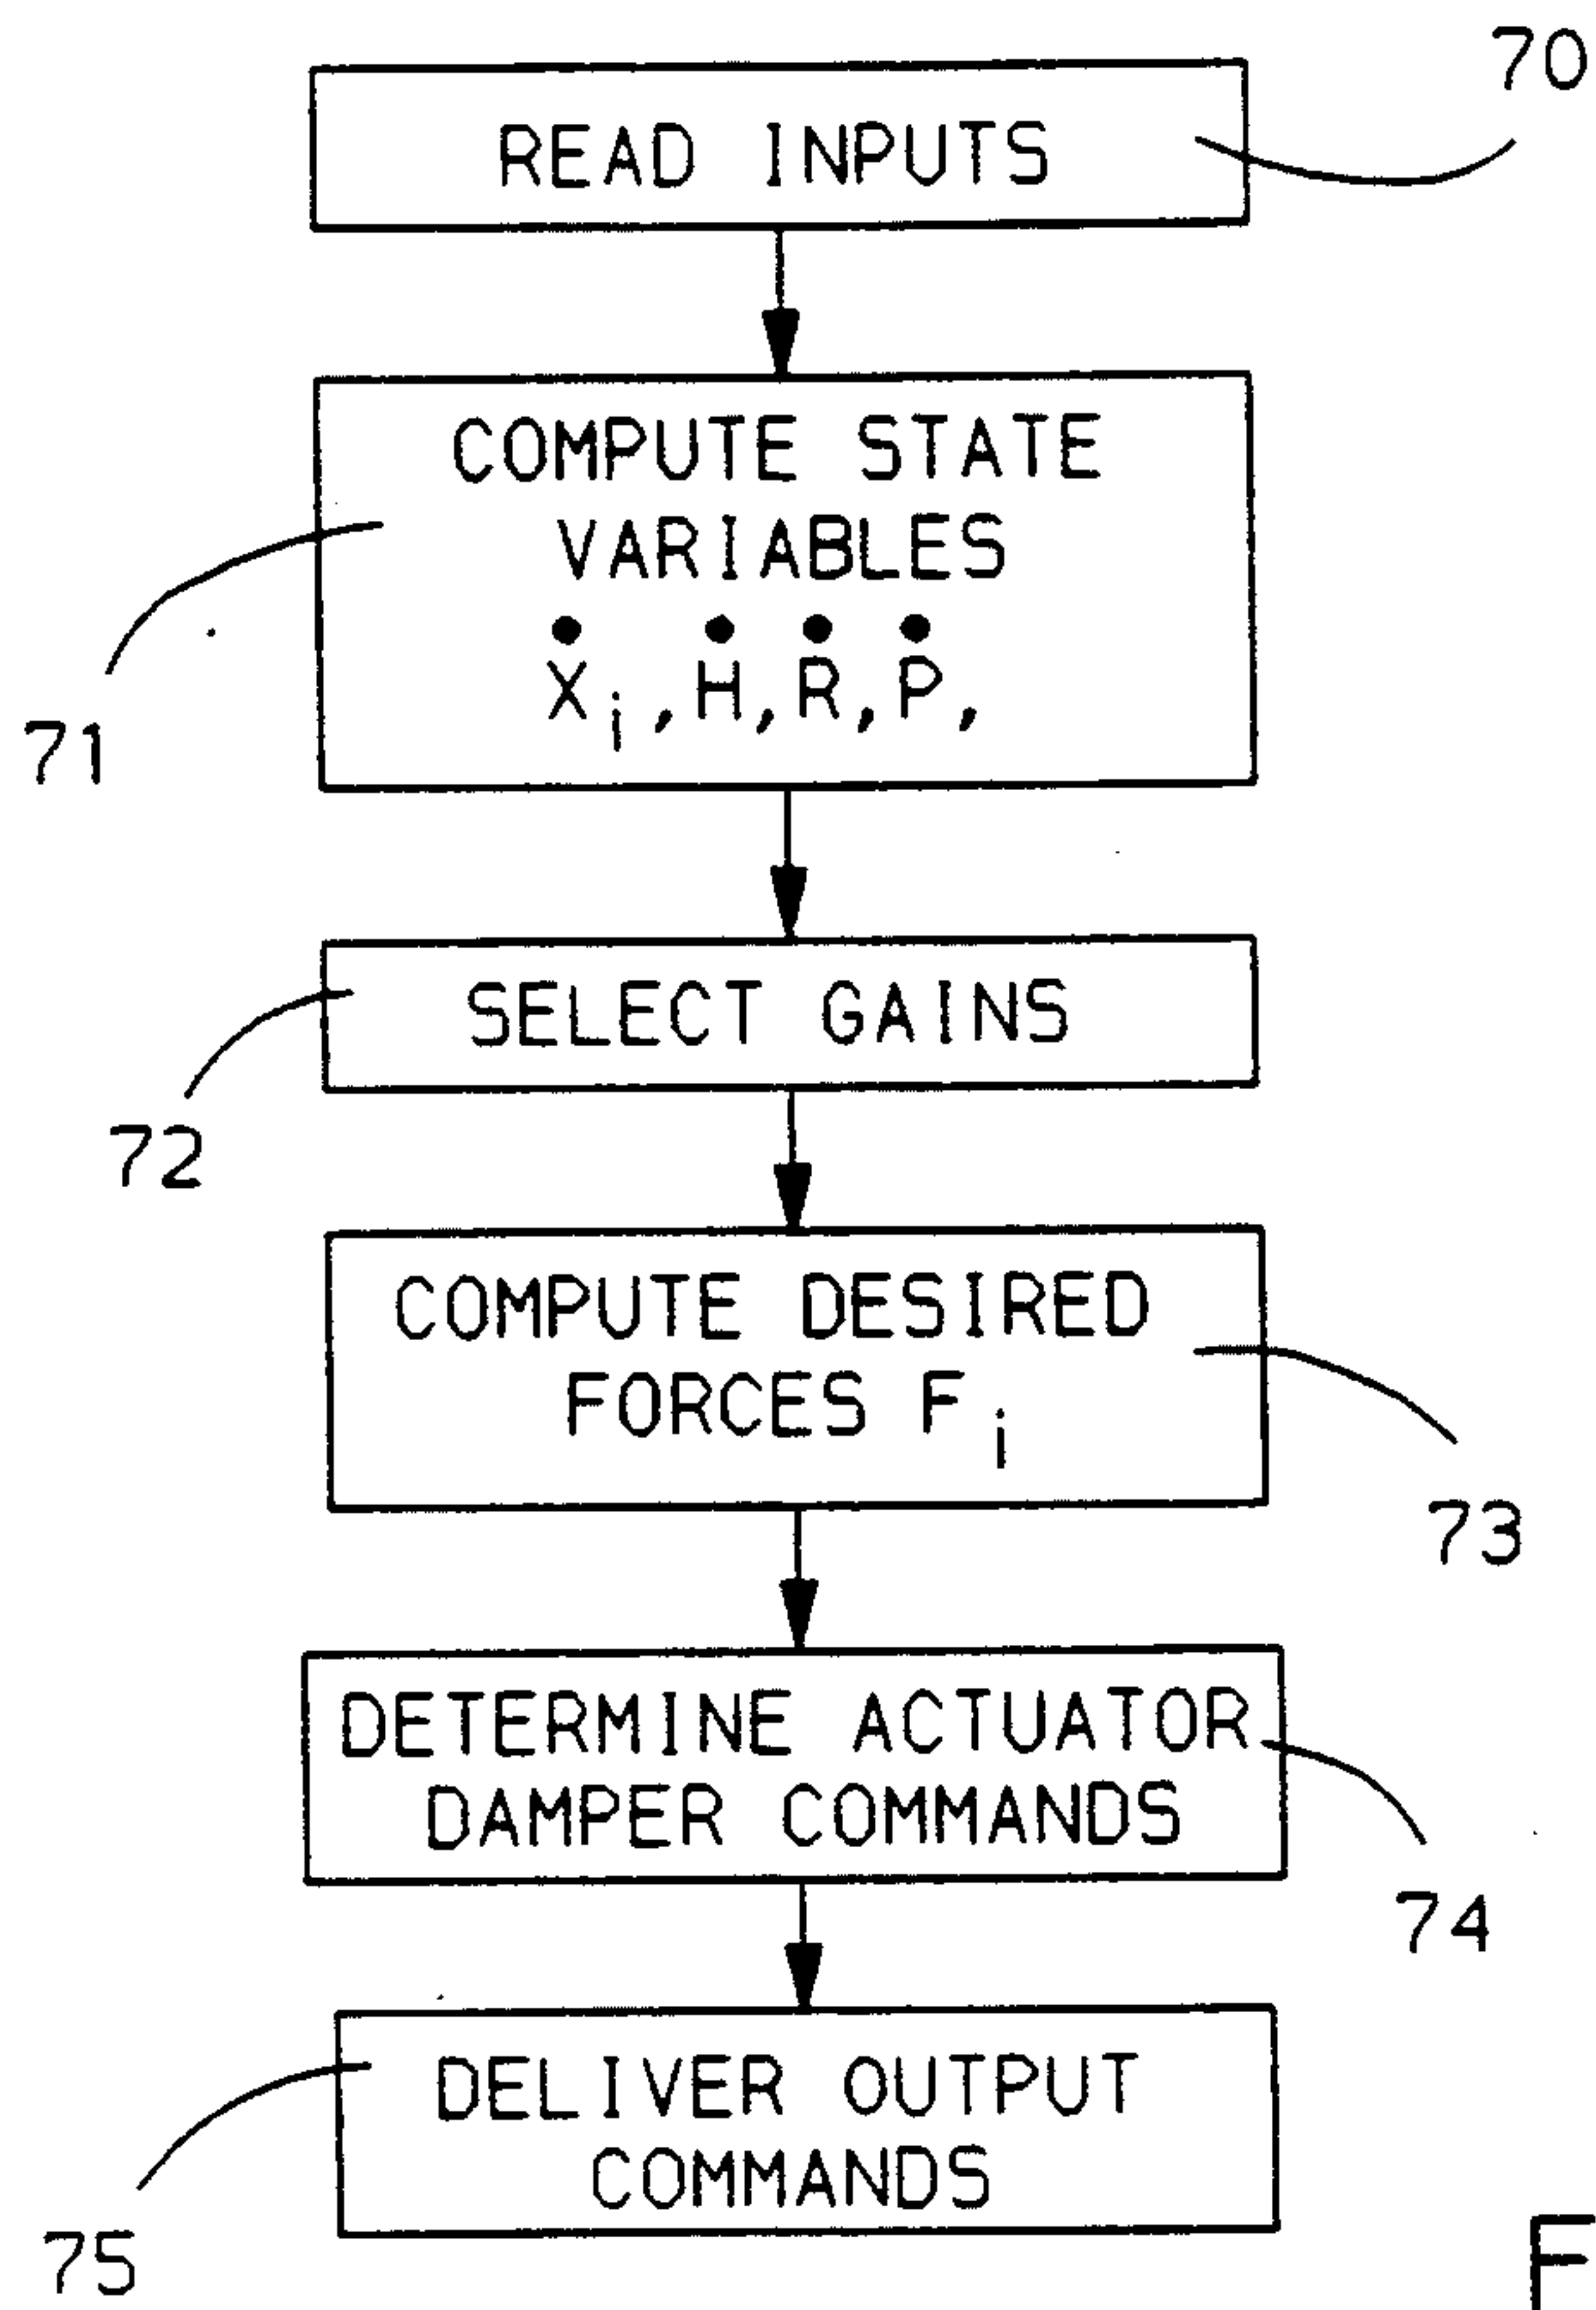 70
READ INPUTS
COMPUTE STATE
VARIABLES
Ẋi, Ḣ, Ṙ, Ṗ,
71
SELECT GAINS
72
COMPUTE DESIRED
FORCES Fi
73
DETERMINE ACTUATOR
DAMPER COMMANDS
74
DELIVER OUTPUT
COMMANDS
75
F